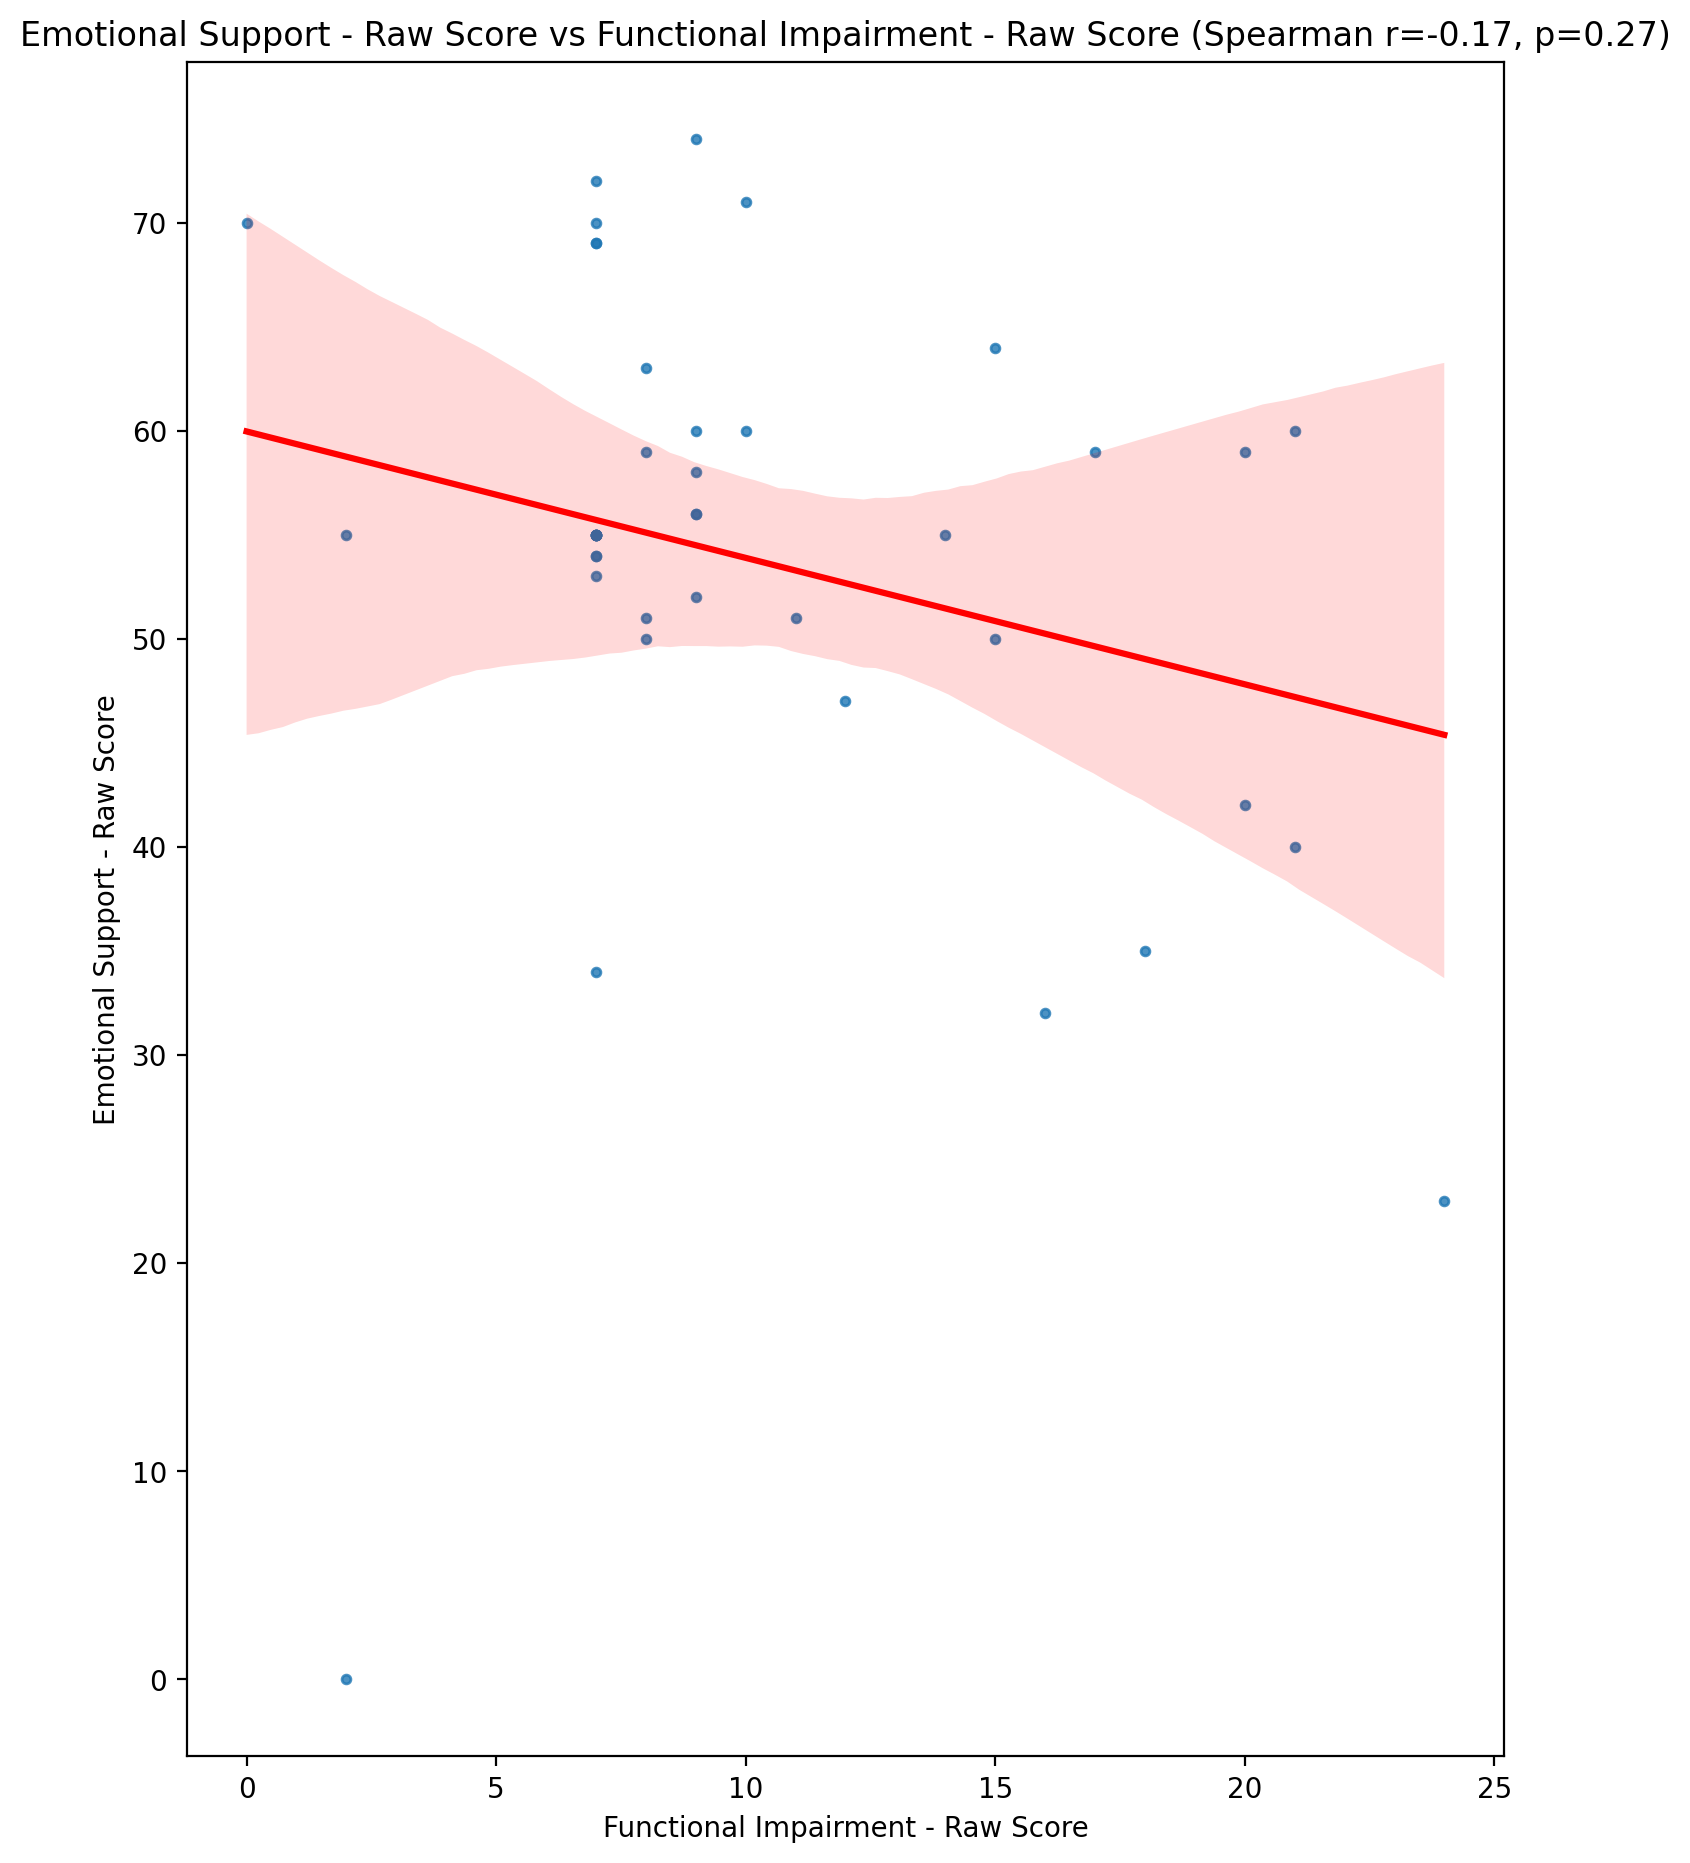 Emotional Support - Raw Score vs Functional Impairment - Raw Score (Spearman r=-0.17, p=0.27)
70
60
50
40
30
20
10
0
Emotional Support - Raw Score
0 5 10 15 20 25
Functional Impairment - Raw Score